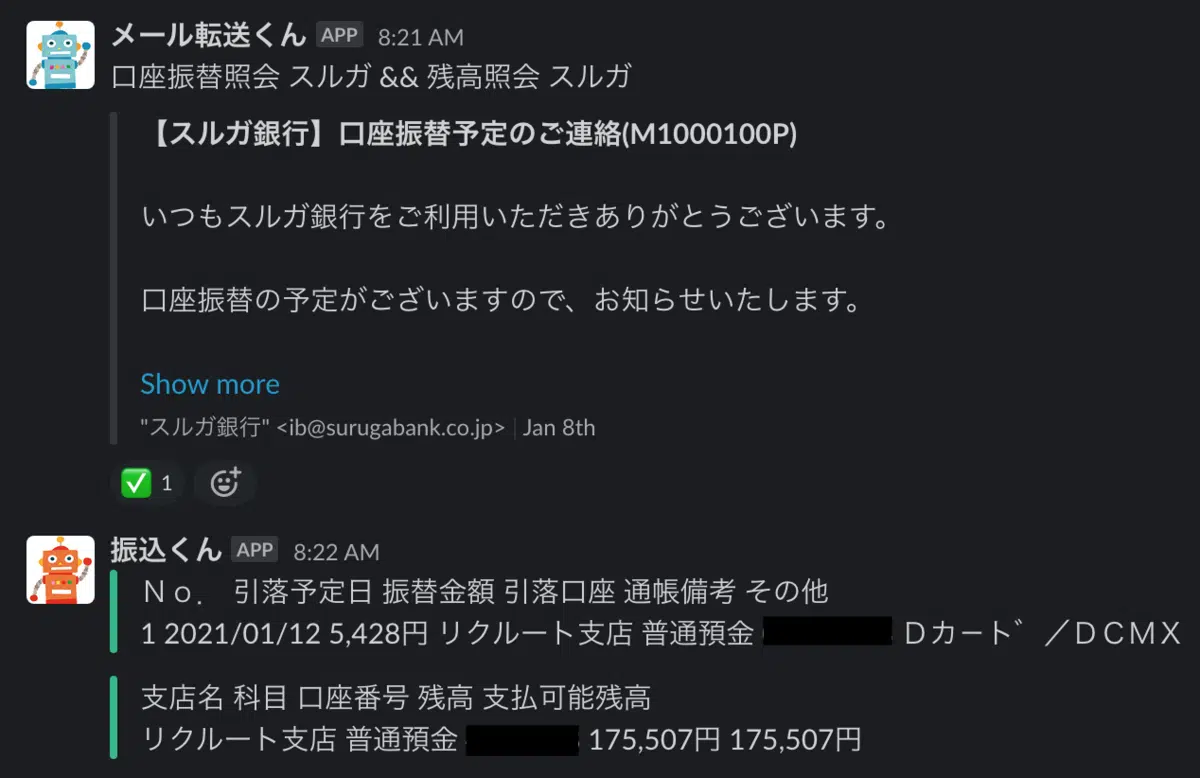 メール転送くん APP 8:21 AM
口座振替照会 スルガ && 残高照会 スルガ
【スルガ銀行】口座振替予定のご連絡(M1000100P)
いつもスルガ銀行をご利用いただきありがとうございます。
口座振替の予定がございますので、お知らせいたします。
Show more
"スルガ銀行" <ib@surugabank.co.jp> | Jan 8th
1
振込くん APP 8:22 AM
Ｎｏ． 引落予定日 振替金額 引落口座 通帳備考 その他
1 2021/01/12 5,428円 リクルート支店 普通預金 Ｄカード゛／ＤＣＭＸ
支店名 科目 口座番号 残高 支払可能残高
リクルート支店 普通預金 175,507円 175,507円